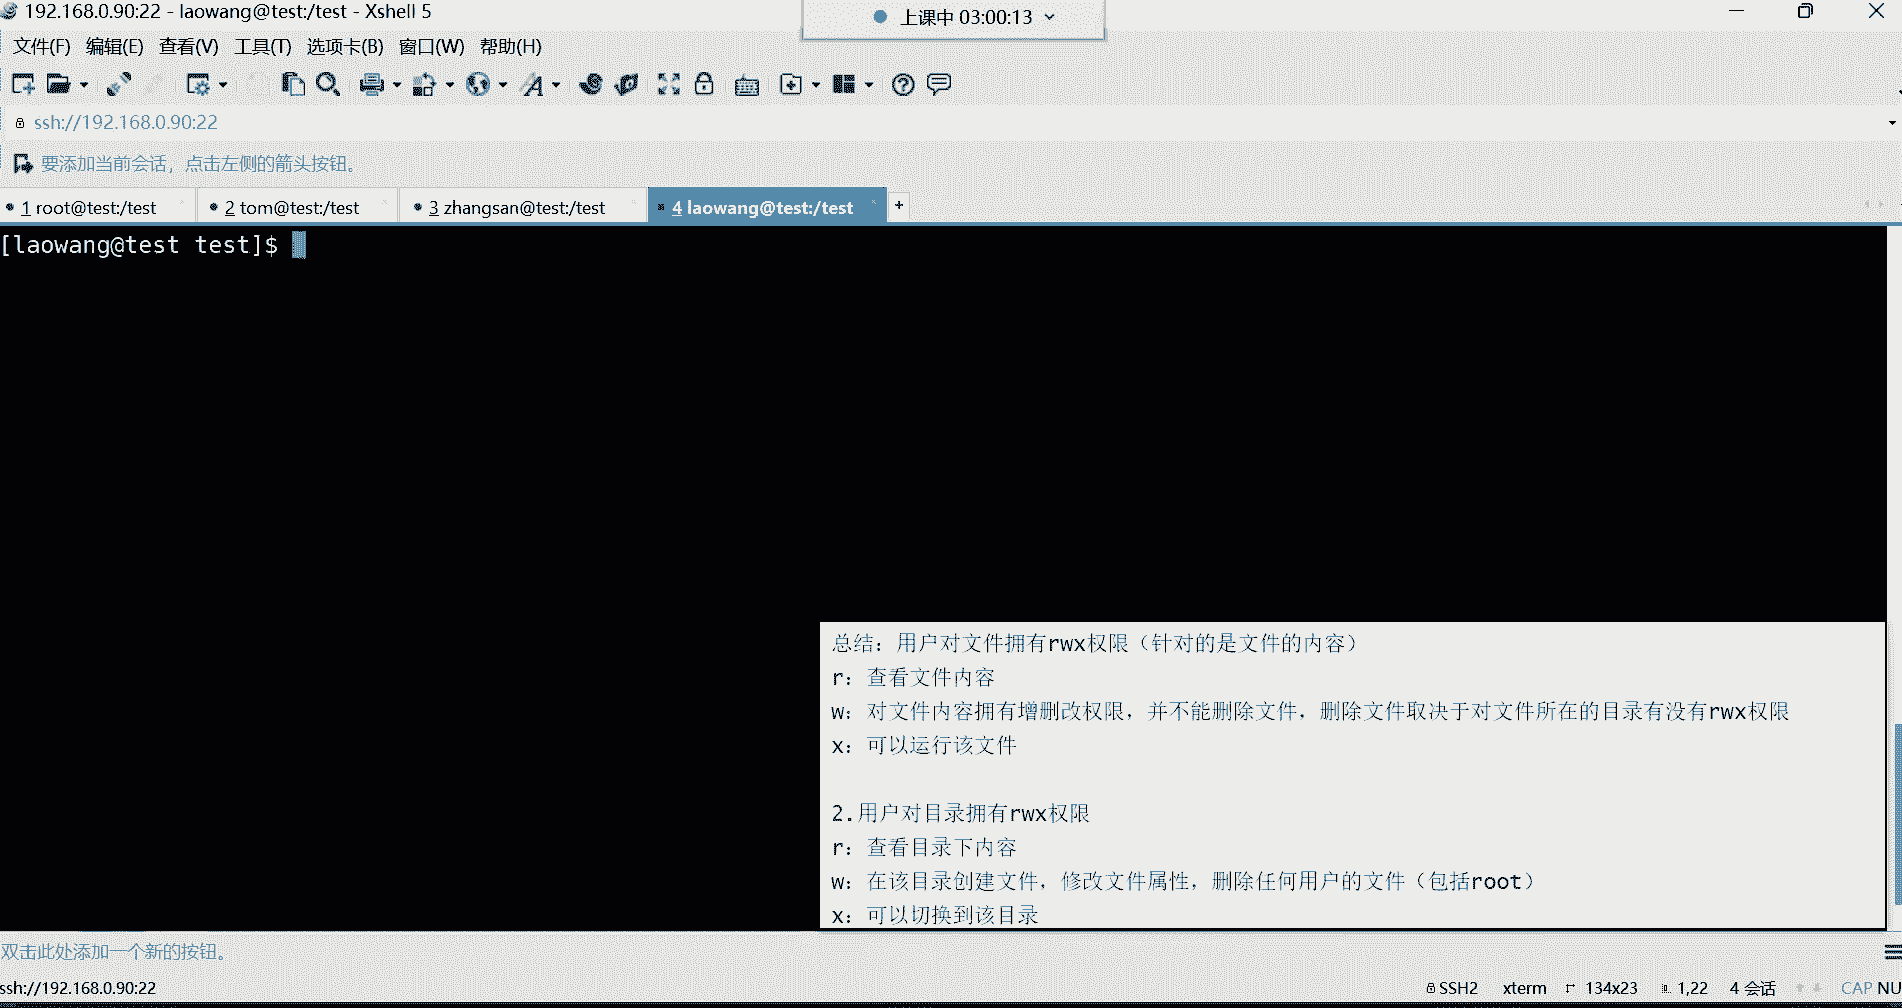 192.168.0.90:22 - laowang@test:/test - Xshell 5
上课中 03:00:13
文件(F) 编辑(E) 查看(V) 工具(T) 选项卡(B) 窗口(W) 帮助(H)
ssh://192.168.0.90:22
要添加当前会话，点击左侧的箭头按钮。
1 root@test:/test
2 tom@test:/test
3 zhangsan@test:/test
4 laowang@test:/test
[laowang@test test]$
总结：用户对文件拥有rwx权限（针对的是文件的内容）
r：查看文件内容
w：对文件内容拥有增删改权限，并不能删除文件，删除文件取决于对文件所在的目录有没有rwx权限
x：可以运行该文件
2.用户对目录拥有rwx权限
r：查看目录下内容
w：在该目录创建文件，修改文件属性，删除任何用户的文件（包括root）
x：可以切换到该目录
双击此处添加一个新的按钮。
ssh://192.168.0.90:22
SSH2
xterm
134x23
1,22
4 会话
CAP NU